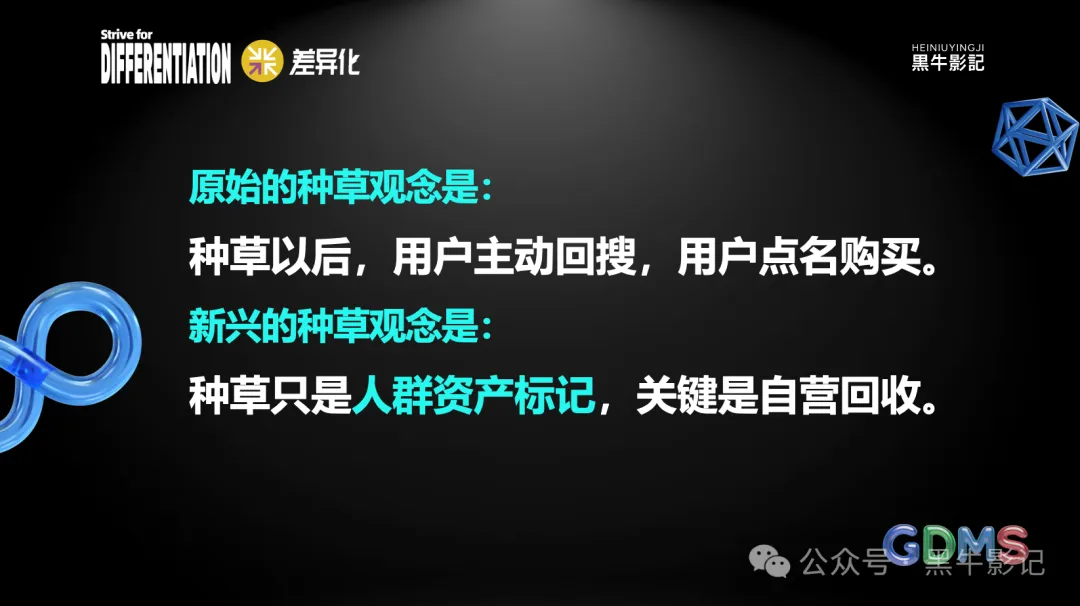 Strive for
DIFFERENTIATION 差异化
HEINIUYINGJI
黑牛影記
原始的种草观念是：
种草以后，用户主动回搜，用户点名购买。
新兴的种草观念是：
种草只是人群资产标记，关键是自营回收。
GDMS
公众号 黑牛影记